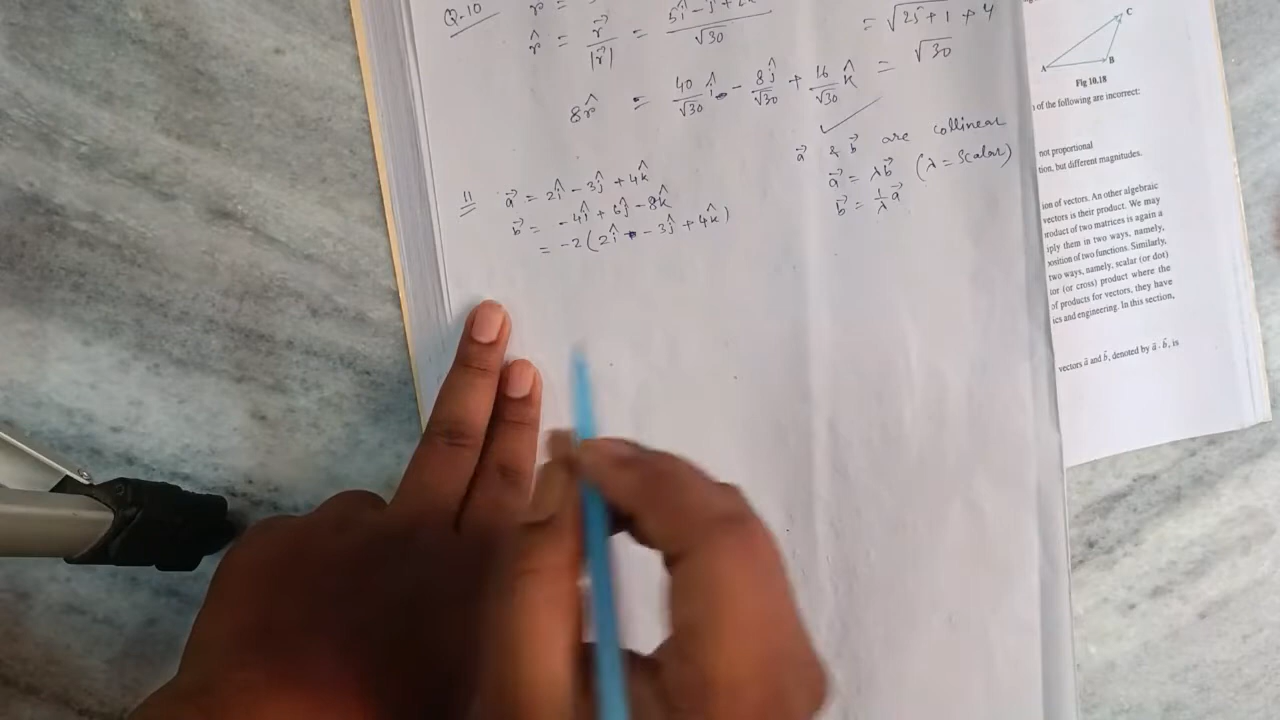 Q.10
r̂ = r⃗ / |r⃗| = 5î - ĵ + 2k̂ / √30
= √25 + 1 + 4
= √30
8r̂ = 40/√30 î - 8/√30 ĵ + 16/√30 k̂
11 a⃗ = 2î - 3ĵ + 4k̂
b⃗ = -4î + 6ĵ - 8k̂
= -2(2î - 3ĵ + 4k̂)
a⃗ & b⃗ are collinear
a⃗ = λb⃗ (λ = Scalar)
b⃗ = 1/λ a⃗
C
A
B
Fig 10.18
of the following are incorrect:
not proportional
tion, but different magnitudes.
ion of vectors. An other algebraic
vectors is their product. We may
roduct of two matrices is again a
iply them in two ways, namely,
position of two functions. Similarly,
two ways, namely, scalar (or dot)
tor (or cross) product where the
of products for vectors, they have
ics and engineering. In this section,
vectors a⃗ and b⃗, denoted by a⃗ · b⃗, is